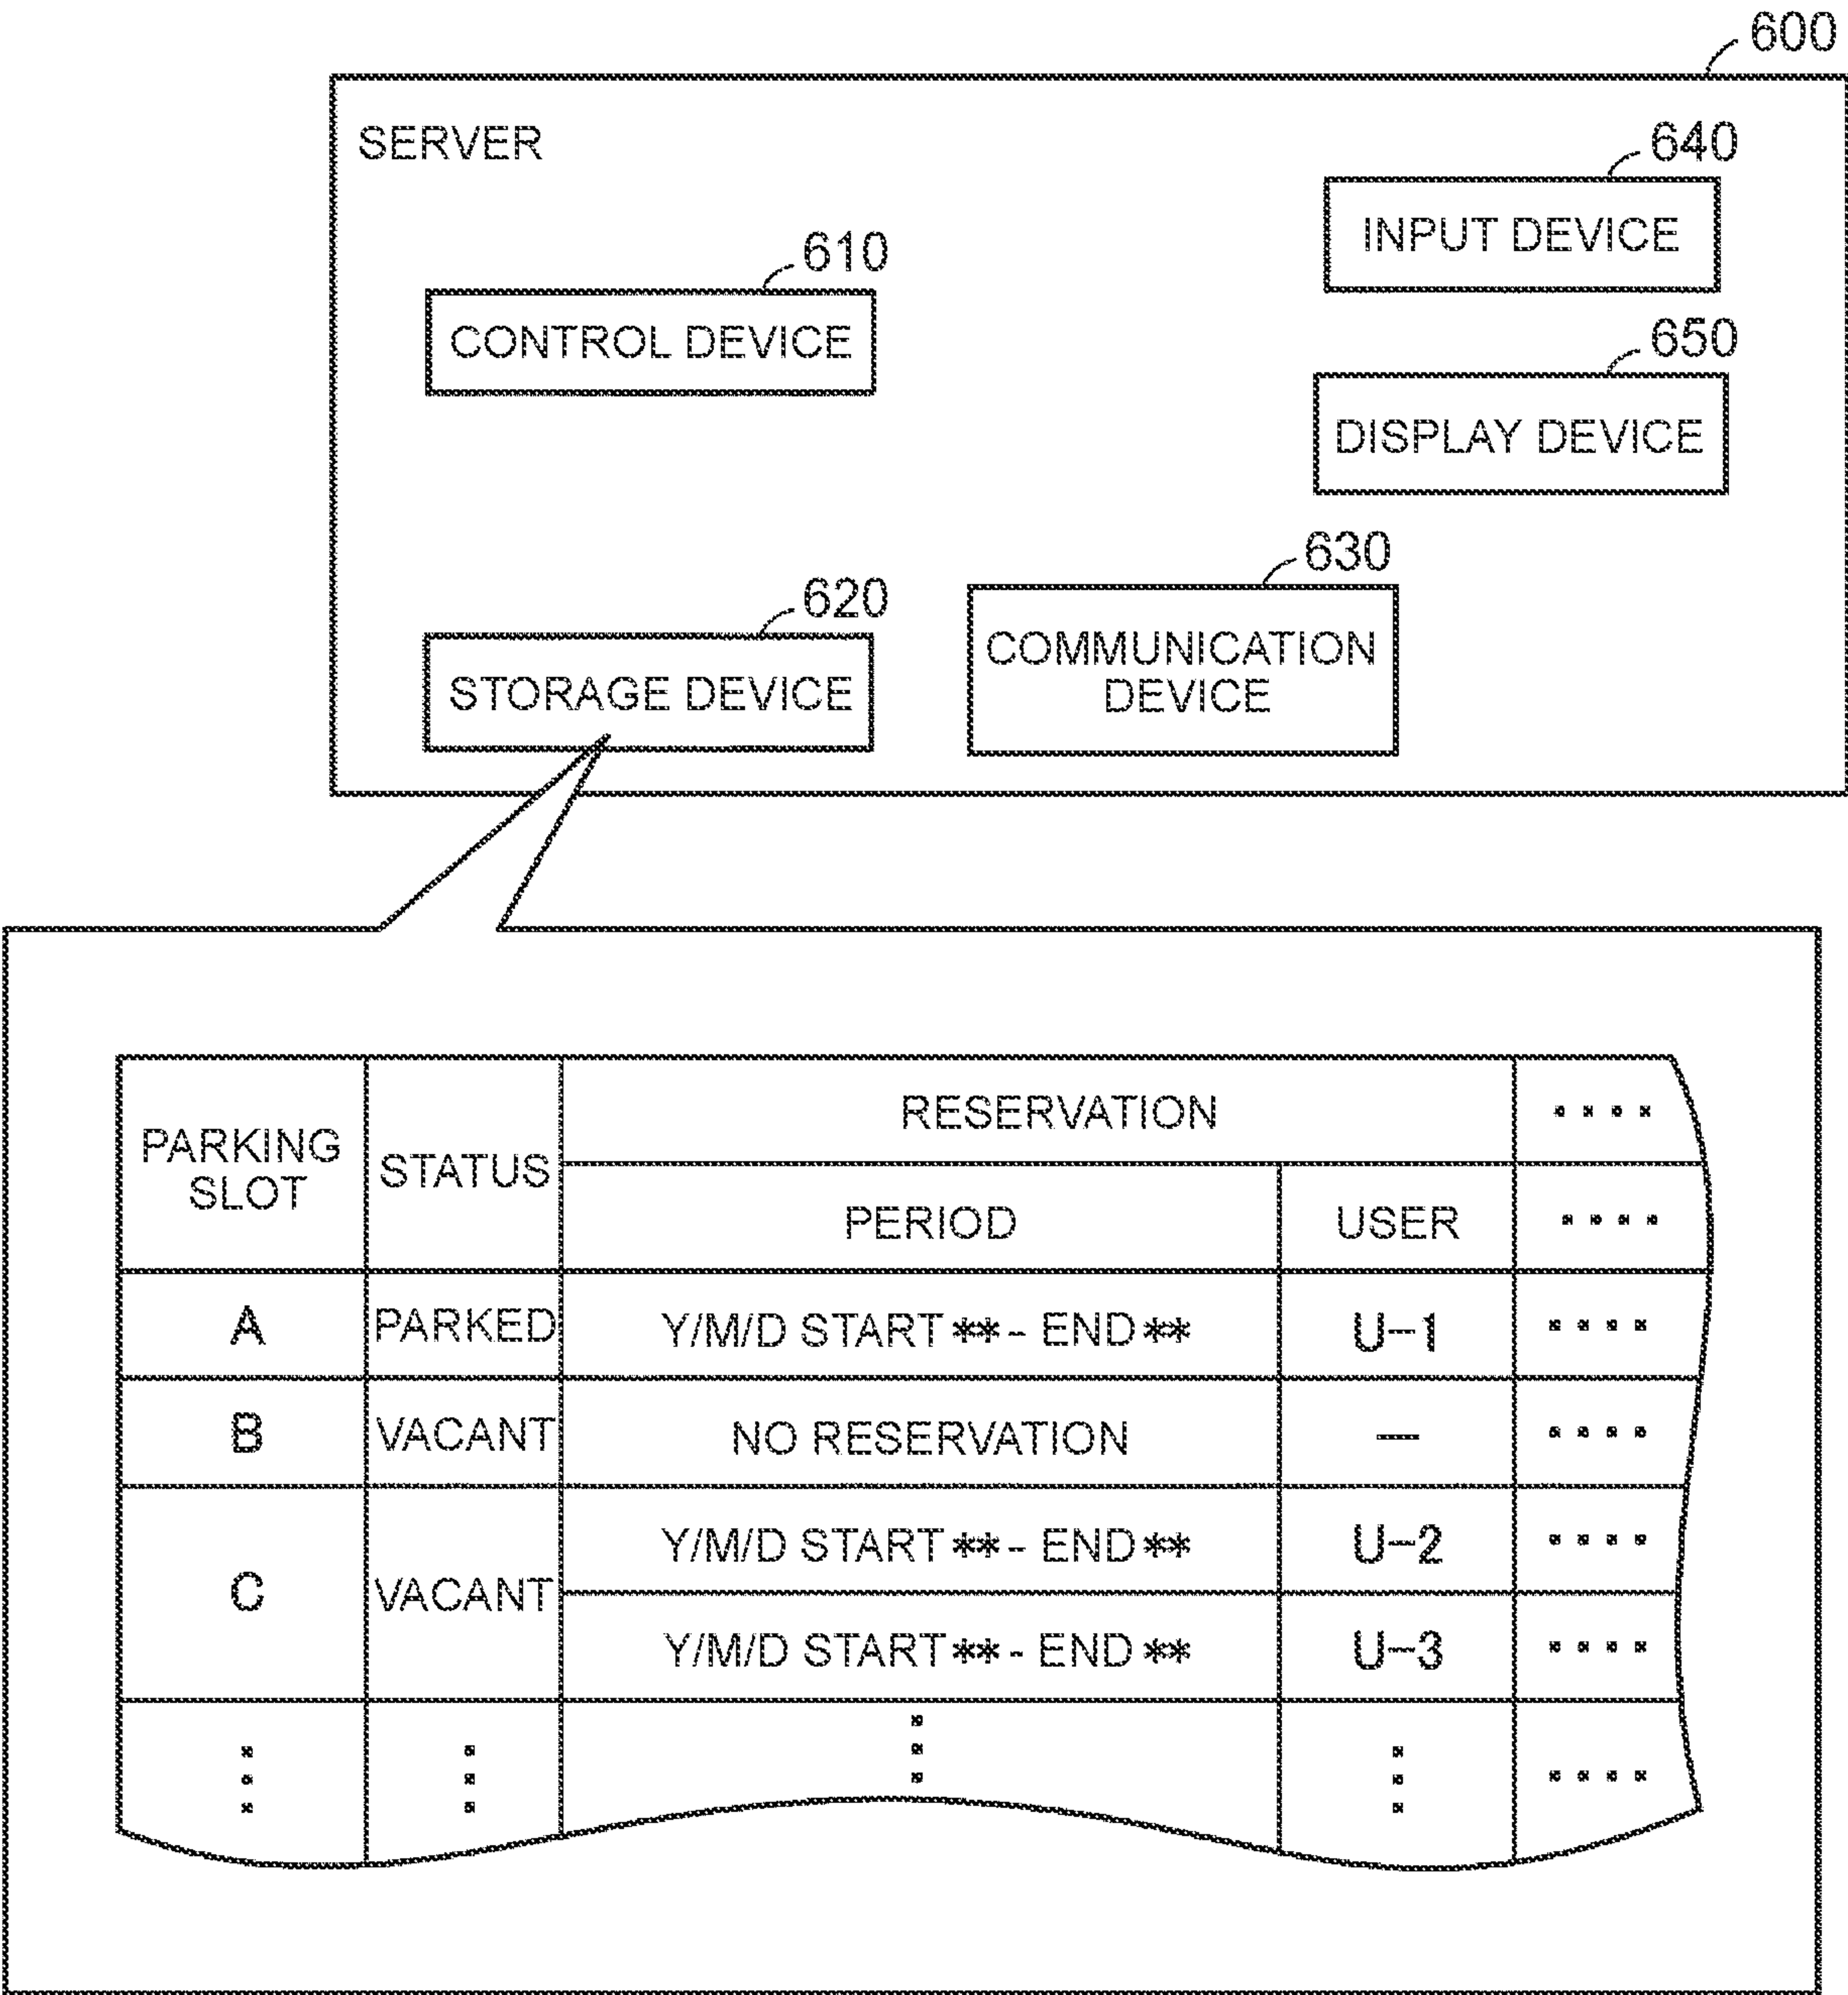 600
SERVER
640
INPUT DEVICE
610
CONTROL DEVICE
650
DISPLAY DEVICE
630
COMMUNICATION
DEVICE
620
STORAGE DEVICE
PARKING
SLOT
STATUS
RESERVATION
....
PERIOD
USER
....
A
PARKED
Y/M/D START ** - END **
U-1
....
B
VACANT
NO RESERVATION
—
....
C
VACANT
Y/M/D START ** - END **
U-2
....
Y/M/D START ** - END **
U-3
....
....